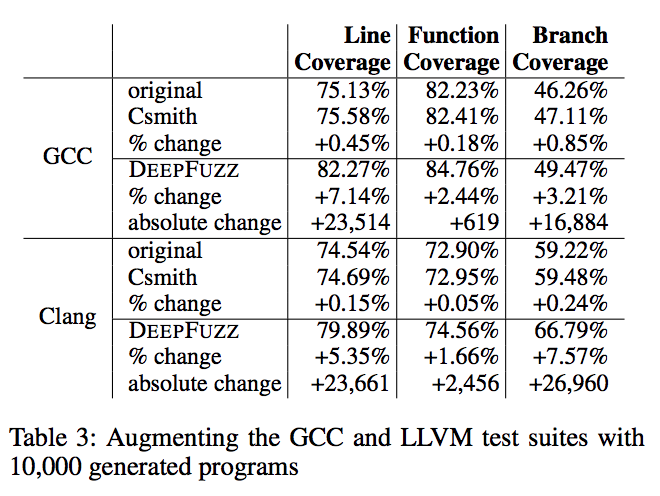 Line Function Branch
Coverage Coverage Coverage
original 75.13% 82.23% 46.26%
Csmith 75.58% 82.41% 47.11%
% change +0.45% +0.18% +0.85%
GCC
DEEPFUZZ 82.27% 84.76% 49.47%
% change +7.14% +2.44% +3.21%
absolute change +23,514 +619 +16,884
original 74.54% 72.90% 59.22%
Csmith 74.69% 72.95% 59.48%
% change +0.15% +0.05% +0.24%
Clang
DEEPFUZZ 79.89% 74.56% 66.79%
% change +5.35% +1.66% +7.57%
absolute change +23,661 +2,456 +26,960
Table 3: Augmenting the GCC and LLVM test suites with
10,000 generated programs